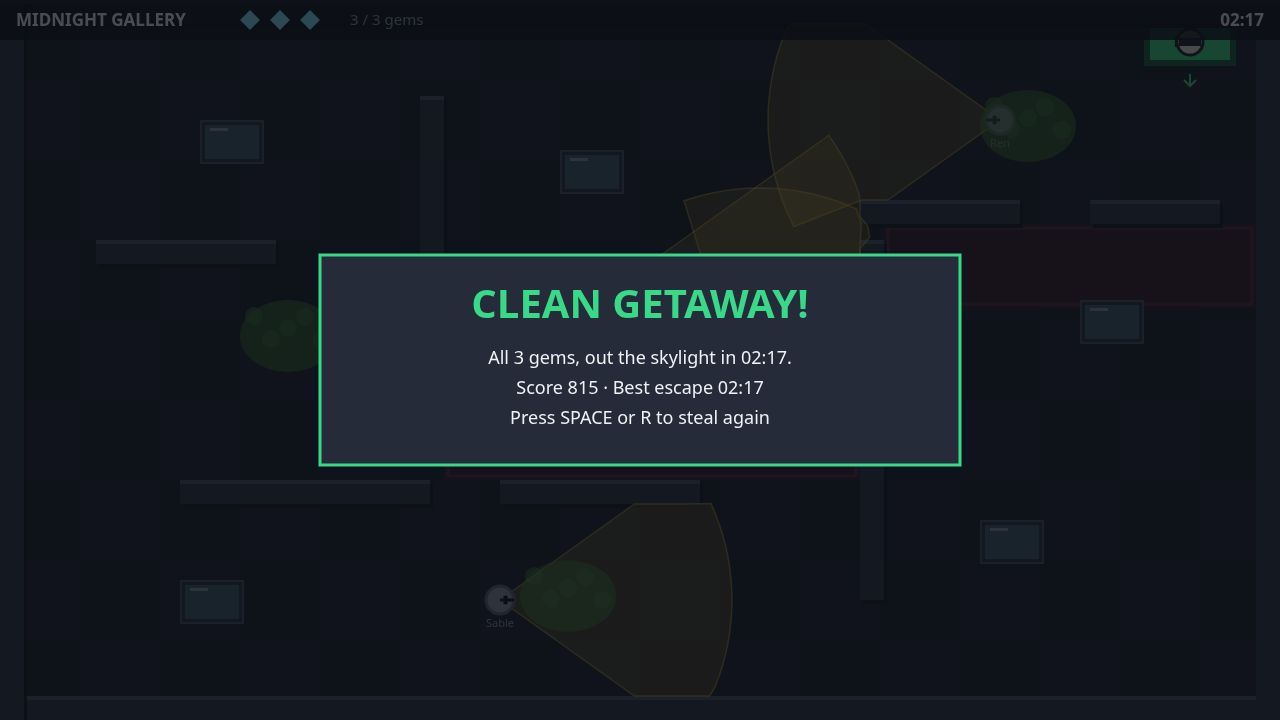 MIDNIGHT GALLERY
3 / 3 gems
02:17
Ren
CLEAN GETAWAY!
All 3 gems, out the skylight in 02:17.
Score 815 · Best escape 02:17
Press SPACE or R to steal again
Sable